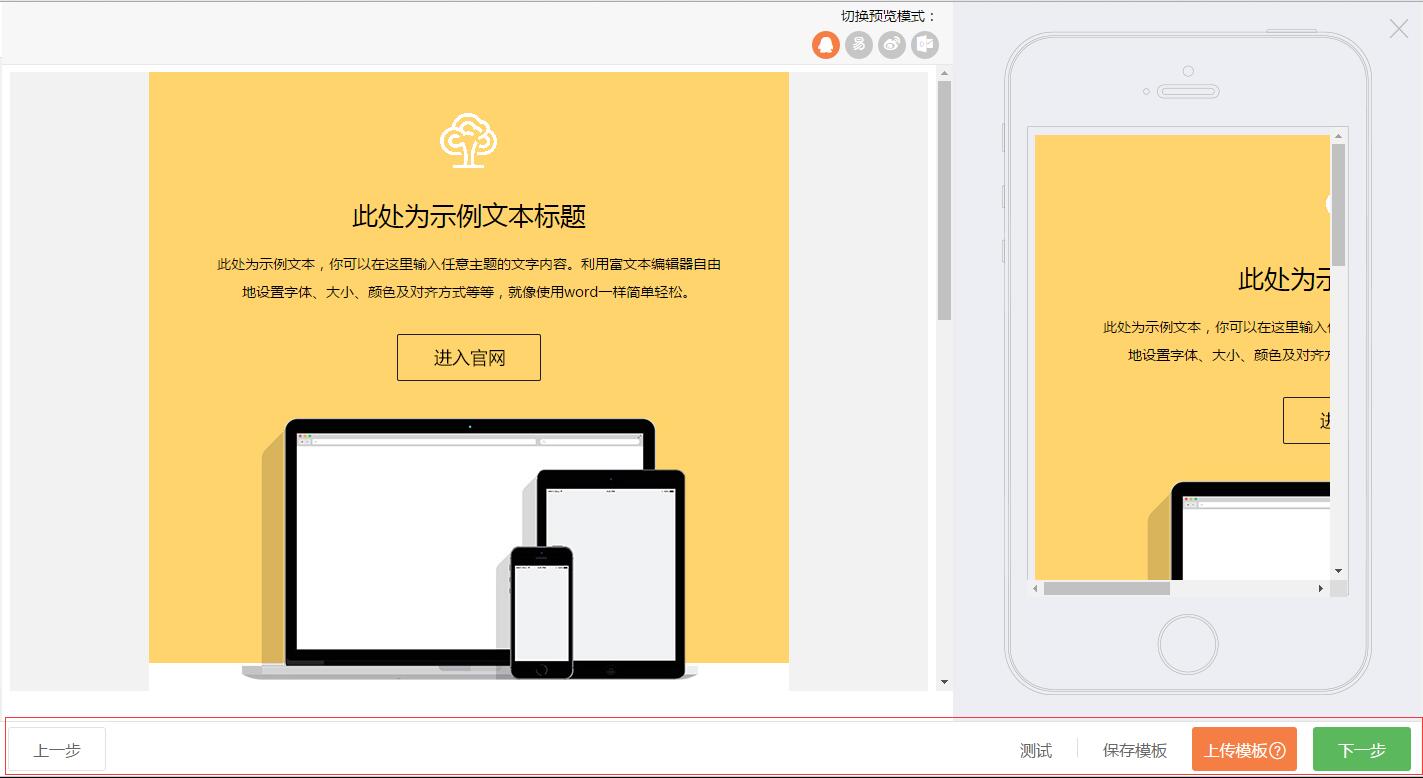 切换预览模式：
此处为示例文本标题
此处为示例文本，你可以在这里输入任意主题的文字内容。利用富文本编辑器自由
地设置字体、大小、颜色及对齐方式等等，就像使用word一样简单轻松。
进入官网
此处为示
此处为示例文本，你可以在这里输入
地设置字体、大小、颜色及对齐方
进
上一步
测试
保存模板
上传模板?
下一步